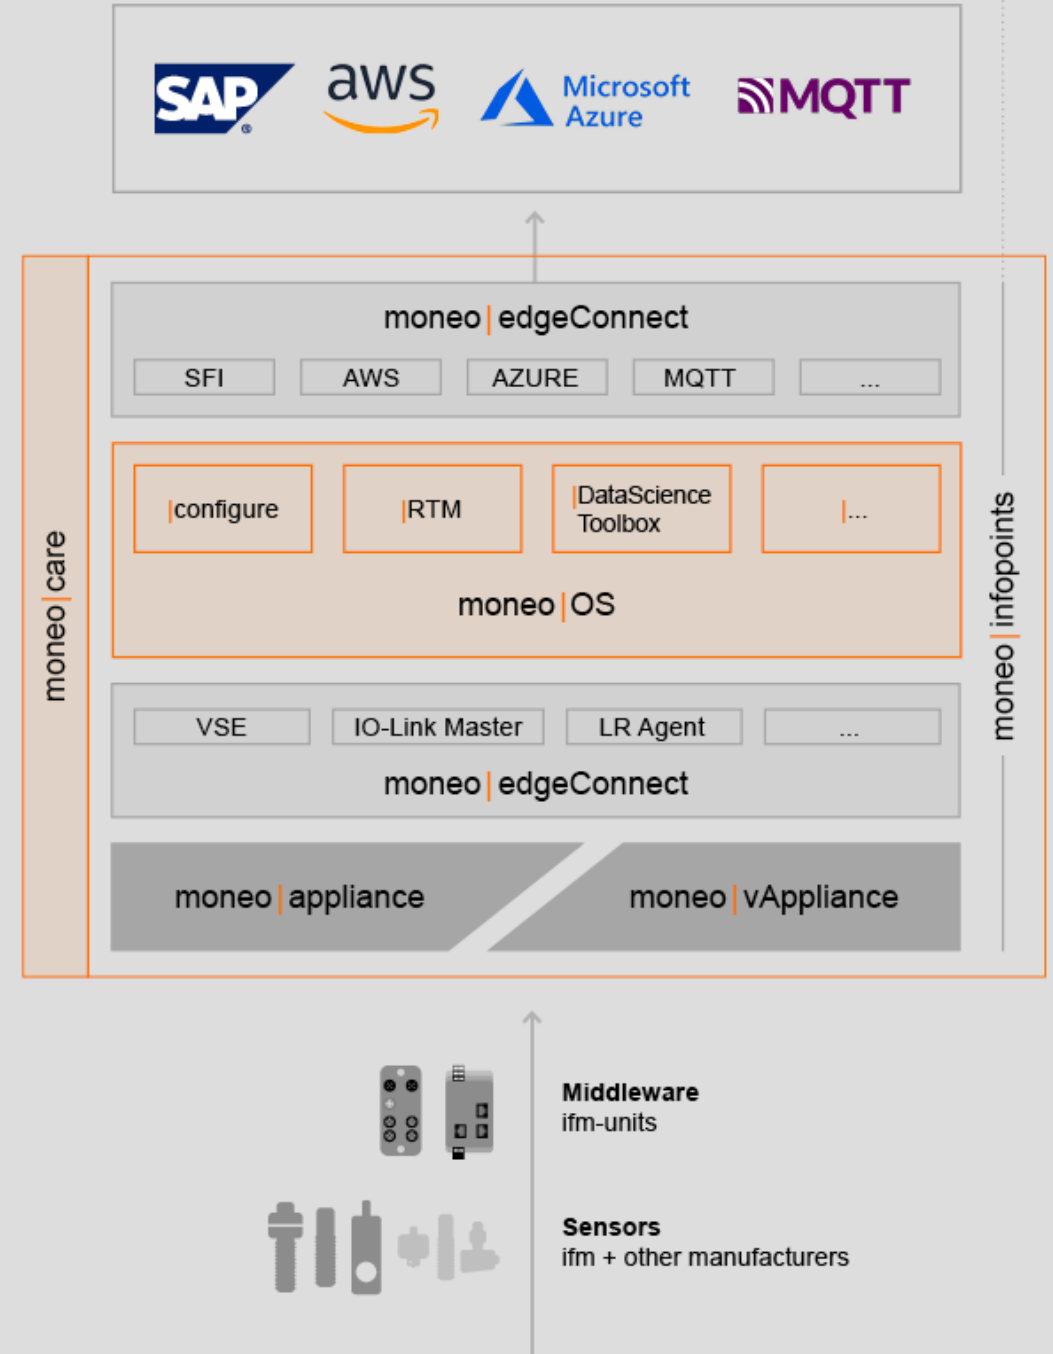 SAP®
aws
Microsoft
Azure
MQTT
moneo|edgeConnect
SFI
AWS
AZURE
MQTT
...
|configure
|RTM
|DataScience
Toolbox
|...
moneo|OS
VSE
IO-Link Master
LR Agent
...
moneo|edgeConnect
moneo|appliance
moneo|vAppliance
moneo|care
moneo|infopoints
Middleware
ifm-units
Sensors
ifm + other manufacturers